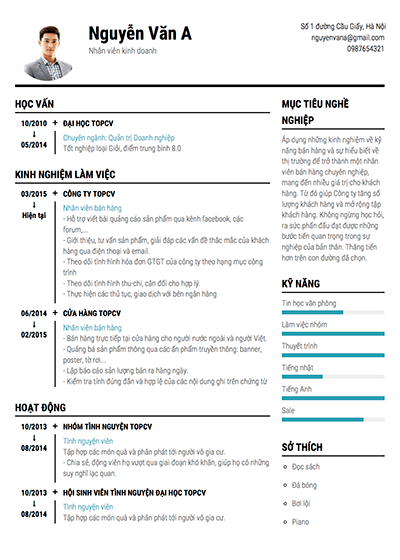 Nguyễn Văn A
Nhân viên kinh doanh
Số 1 đường Cầu Giấy, Hà Nội
nguyenvana@gmail.com
0987654321
HỌC VẤN
10/2010 ĐẠI HỌC TOPCV
Chuyên ngành: Quản trị Doanh nghiệp
05/2014 Tốt nghiệp loại Giỏi, điểm trung bình 8.0
KINH NGHIỆM LÀM VIỆC
03/2015 CÔNG TY TOPCV
Nhân viên bán hàng
Hiện tại
- Hỗ trợ viết bài quảng cáo sản phẩm qua kênh facebook, các
forum,...
- Giới thiệu, tư vấn sản phẩm, giải đáp các vấn đề thắc mắc của khách
hàng qua điện thoại và email.
- Theo dõi tình hình hóa đơn GTGT của công ty theo hạng mục công
trình
- Theo dõi tình hình thu-chi, cân đối cho hợp lý.
- Thực hiện các thủ tục, giao dịch với bên ngân hàng
06/2014 CỬA HÀNG TOPCV
Nhân viên bán hàng
02/2015
- Bán hàng trực tiếp tại cửa hàng cho người nước ngoài và người Việt.
- Quảng bá sản phẩm thông qua các ấn phẩm truyền thông: banner,
poster, tờ rơi...
- Lập báo cáo sản lượng bán ra hàng ngày.
- Kiểm tra tính đúng đắn và hợp lệ của các nội dung ghi trên chứng từ
HOẠT ĐỘNG
10/2013 NHÓM TÌNH NGUYỆN TOPCV
Tình nguyện viên
08/2014 Tập hợp các món quà và phân phát tới người vô gia cư.
- Chia sẻ, động viên họ vượt qua giai đoạn khó khăn, giúp họ có những
suy nghĩ lạc quan.
10/2013 HỘI SINH VIÊN TÌNH NGUYỆN ĐẠI HỌC TOPCV
Tình nguyện viên
08/2014 Tập hợp các món quà và phân phát tới người vô gia cư.
MỤC TIÊU NGHỀ
NGHIỆP
Áp dụng những kinh nghiệm về kỹ
năng bán hàng và sự hiểu biết về
thị trường để trở thành một nhân
viên bán hàng chuyên nghiệp,
mang đến nhiều giá trị cho khách
hàng. Từ đó giúp Công ty tăng số
lượng khách hàng và mở rộng tập
khách hàng. Không ngừng học hỏi,
ra sức phấn đấu đạt được những
bước tiến quan trọng trong sự
nghiệp của bản thân. Thăng tiến
hơn trên con đường đã chọn.
KỸ NĂNG
Tin học văn phòng
Làm việc nhóm
Thuyết trình
Tiếng nhật
Tiếng Anh
Sale
SỞ THÍCH
Đọc sách
Đá bóng
Bơi lội
Piano